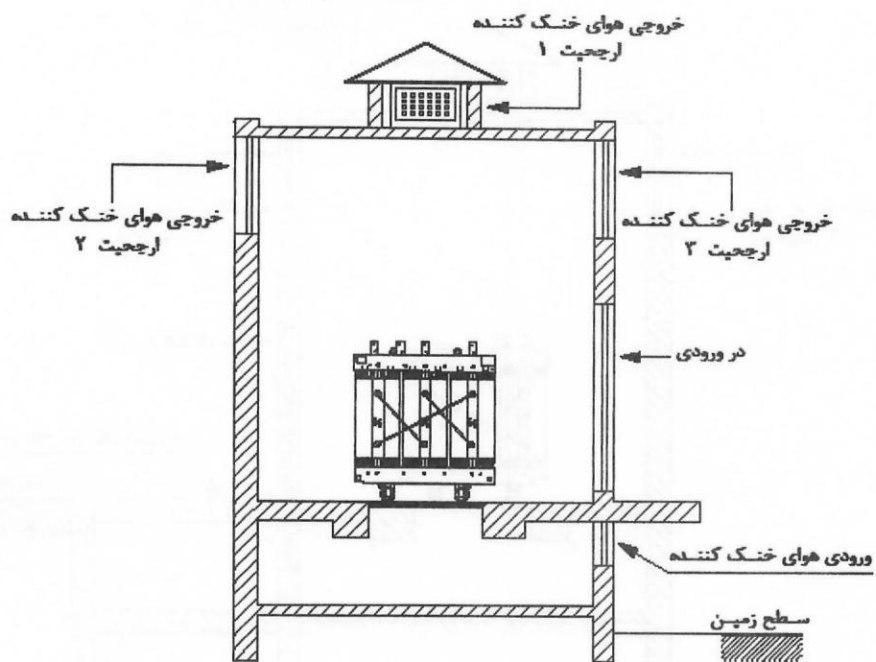 خروجی هوای خنک کننده
ارجحیت ۱
خروجی هوای خنک کننده
ارجحیت ۳
خروجی هوای خنک کننده
ارجحیت ۲
در ورودی
ورودی هوای خنک کننده
سطح زمین